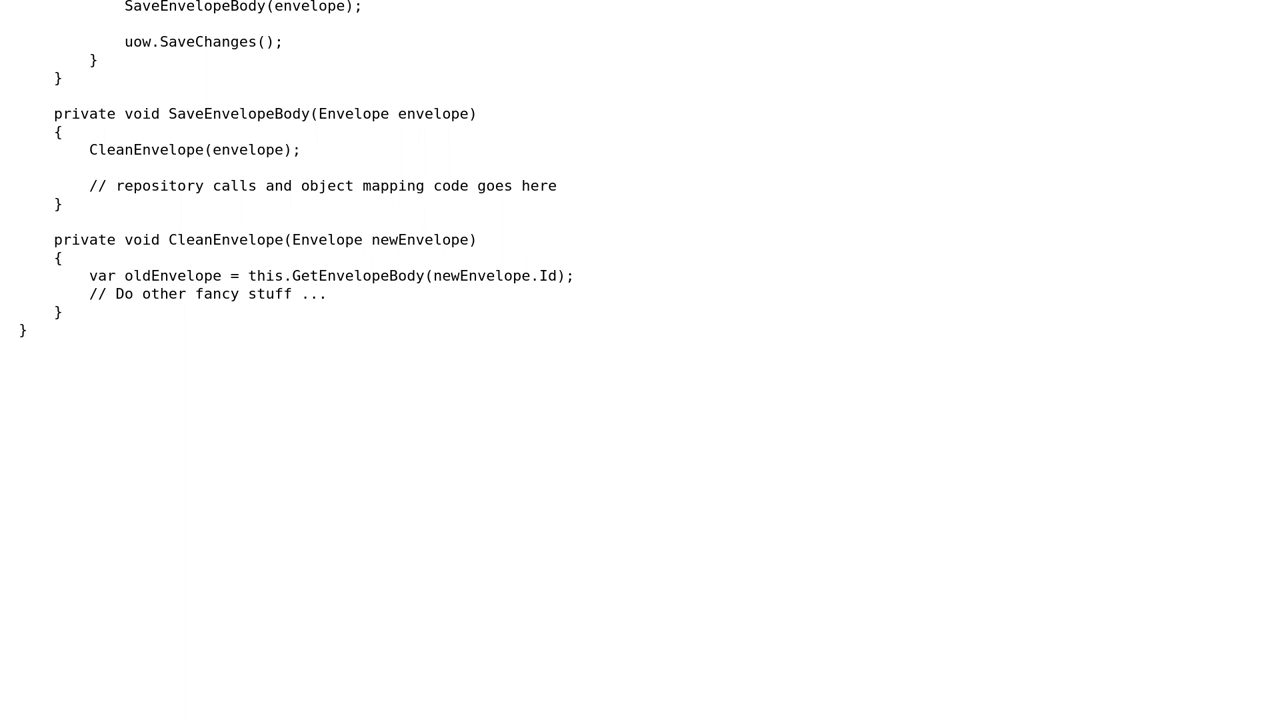 SaveEnvelopeBody(envelope);

            uow.SaveChanges();
        }
    }

    private void SaveEnvelopeBody(Envelope envelope)
    {
        CleanEnvelope(envelope);

        // repository calls and object mapping code goes here
    }

    private void CleanEnvelope(Envelope newEnvelope)
    {
        var oldEnvelope = this.GetEnvelopeBody(newEnvelope.Id);
        // Do other fancy stuff ...
    }
}